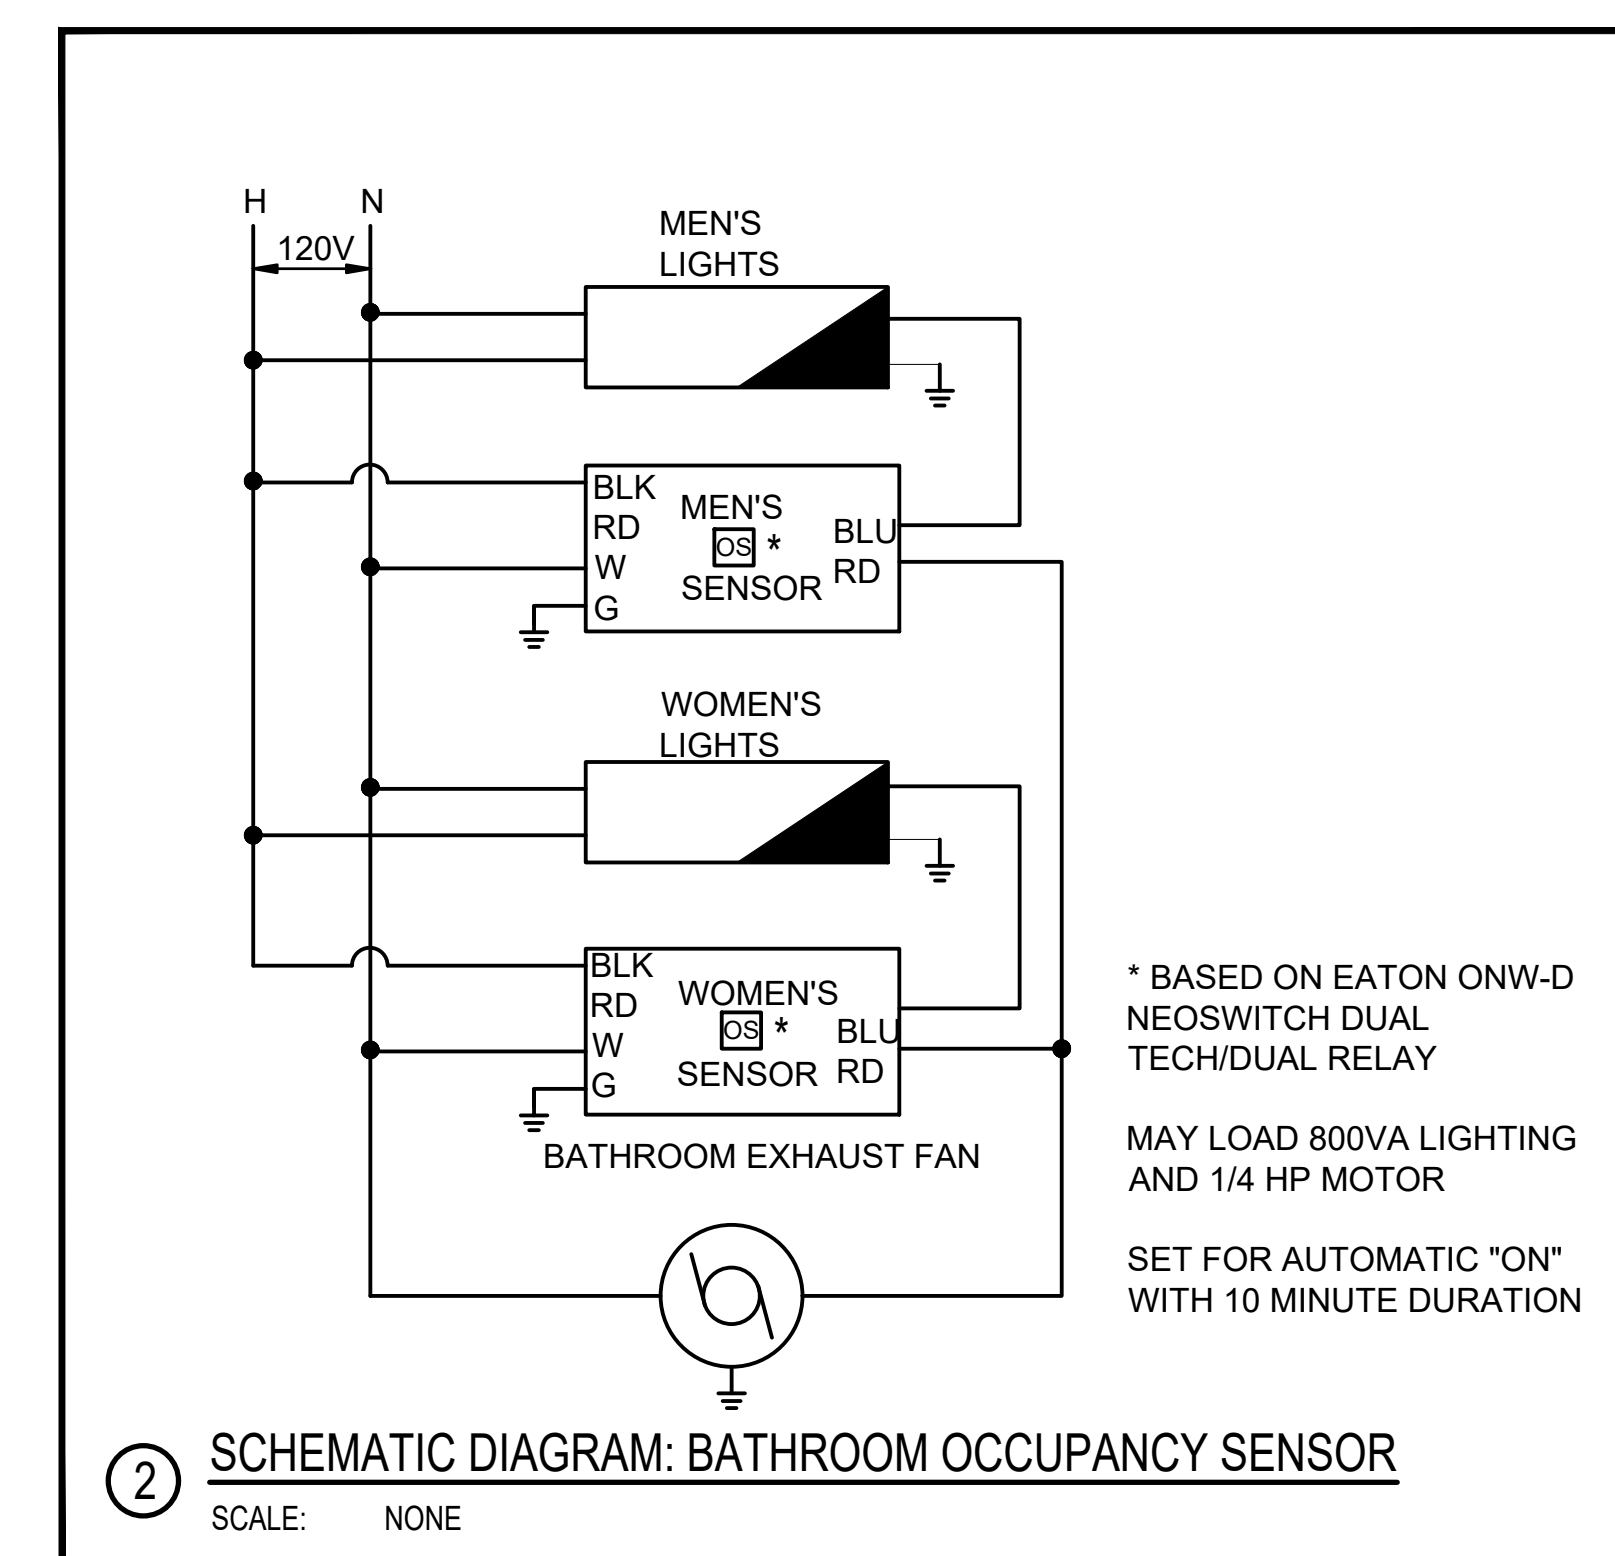 H
N
120V
MEN'S
LIGHTS
BLK
RD
W
G
MEN'S
OS *
SENSOR
BLU
RD
WOMEN'S
LIGHTS
BLK
RD
W
G
WOMEN'S
OS *
SENSOR
BLU
RD
BATHROOM EXHAUST FAN
* BASED ON EATON ONW-D
NEOSWITCH DUAL
TECH/DUAL RELAY
MAY LOAD 800VA LIGHTING
AND 1/4 HP MOTOR
SET FOR AUTOMATIC "ON"
WITH 10 MINUTE DURATION
2
SCHEMATIC DIAGRAM: BATHROOM OCCUPANCY SENSOR
SCALE: NONE